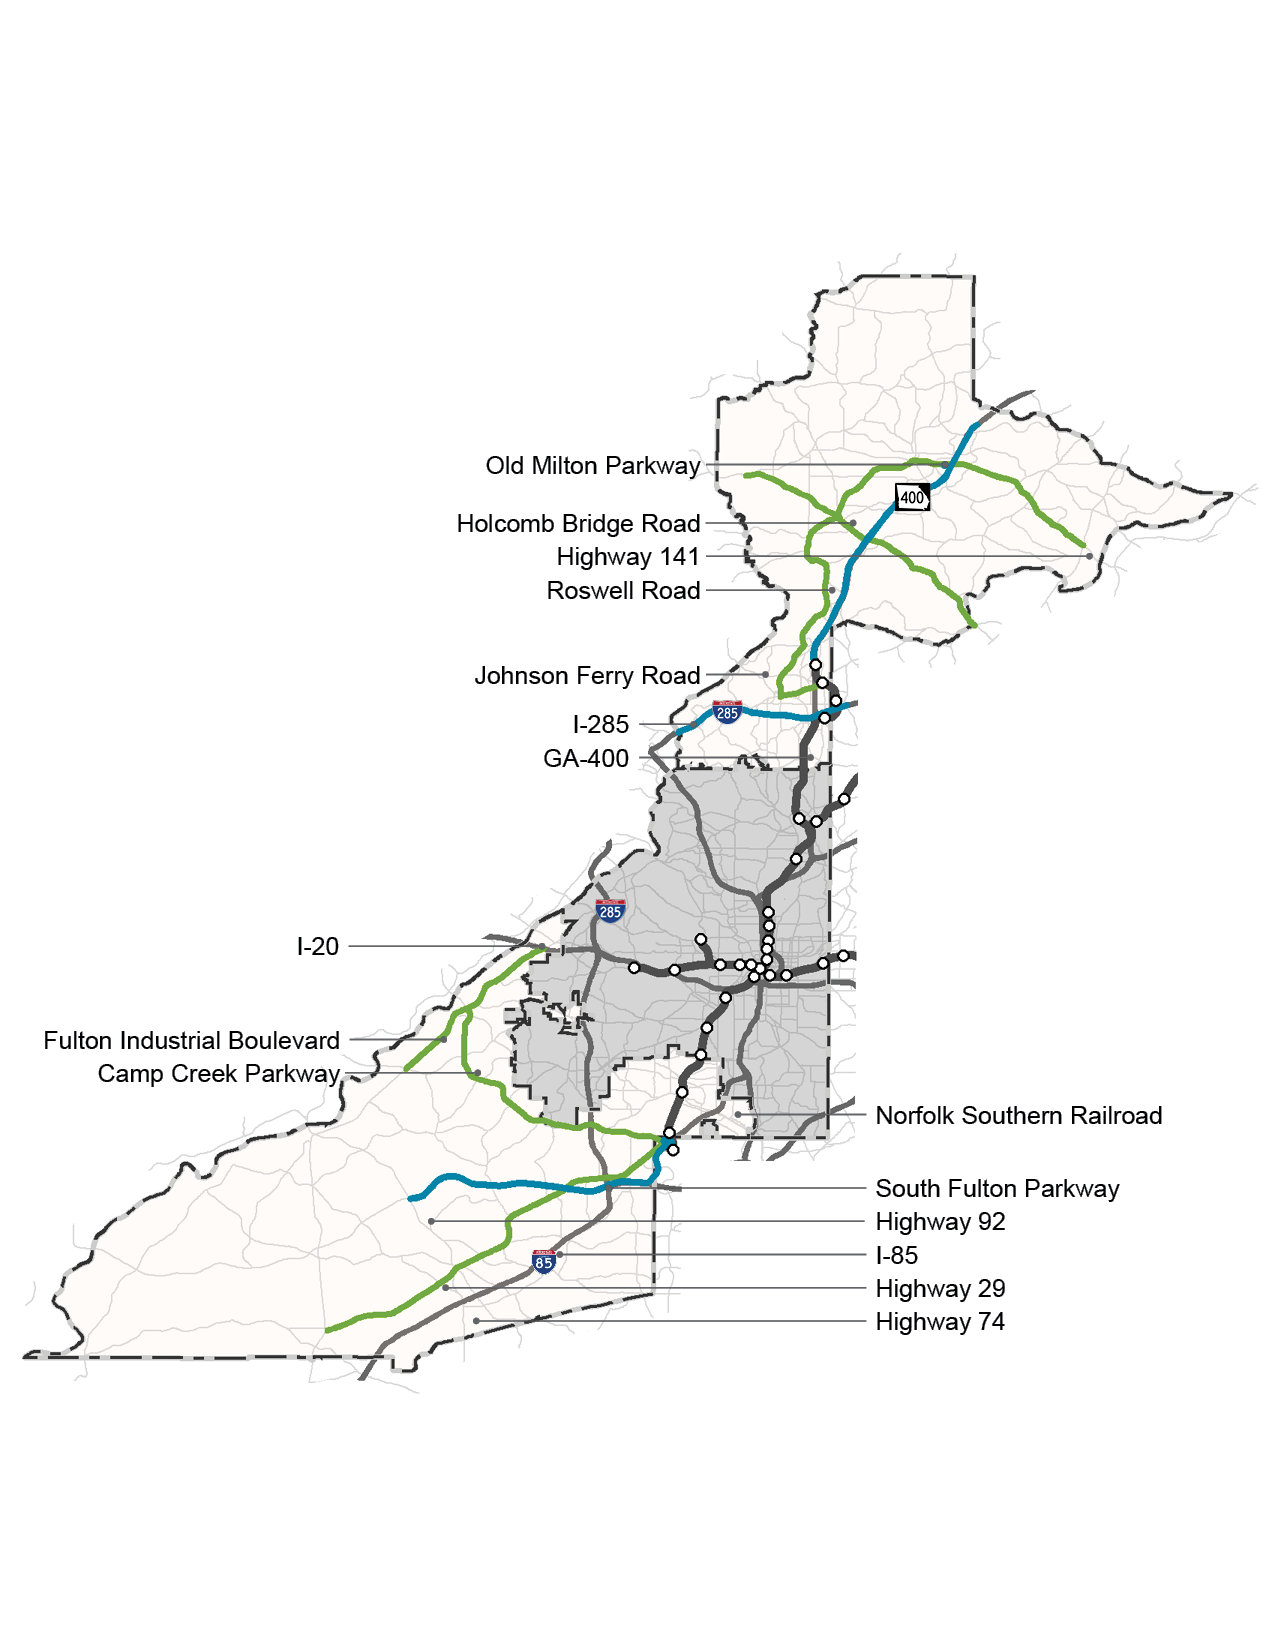 Old Milton Parkway
400
Holcomb Bridge Road
Highway 141
Roswell Road
Johnson Ferry Road
285
I-285
GA-400
285
I-20
Fulton Industrial Boulevard
Camp Creek Parkway
Norfolk Southern Railroad
South Fulton Parkway
Highway 92
I-85
85
Highway 29
Highway 74